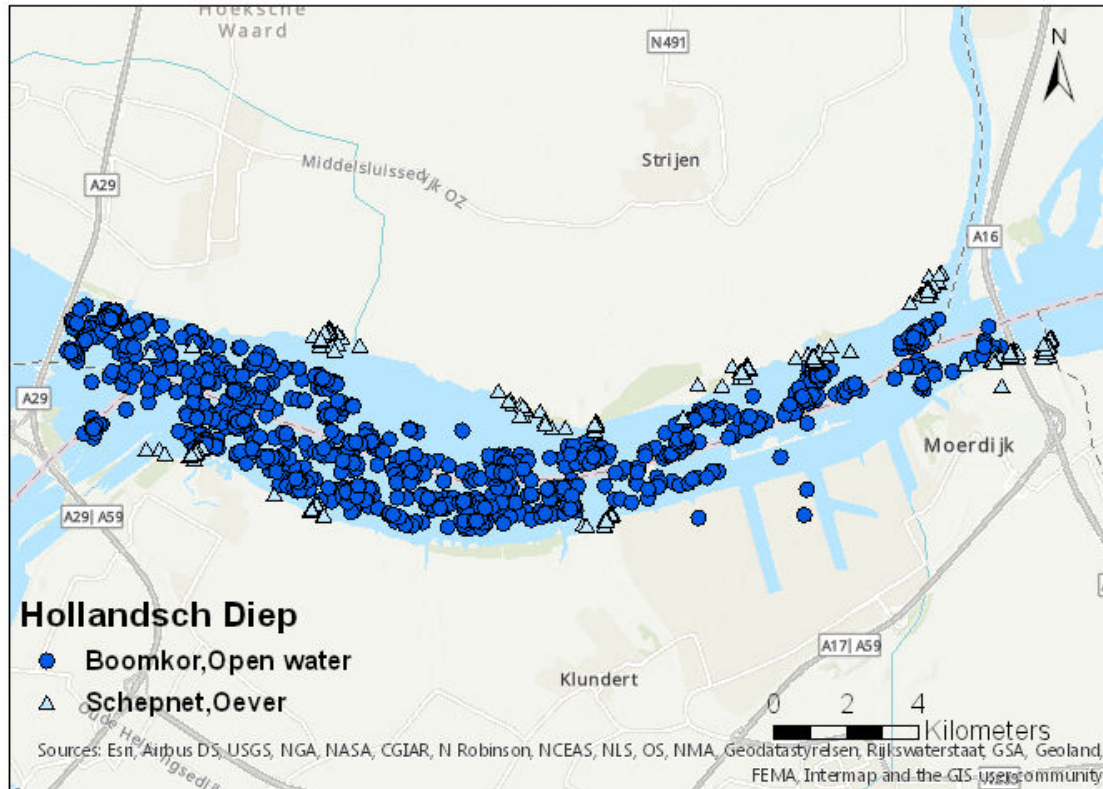 Hoeksche
Waard
N491
N
Middelsluissedijk OZ
Strijen
A29
A16
A29
Moerdijk
A29| A59
Hollandsch Diep
Boomkor,Open water
Schepnet,Oever
A17| A59
Klundert
0 2 4
Kilometers
Sources: Esri, Airbus DS, USGS, NGA, NASA, CGIAR, N Robinson, NCEAS, NLS, OS, NMA, Geodatastyrelsen, Rijkswaterstaat, GSA, Geoland,
FEMA, Intermap and the GIS user community